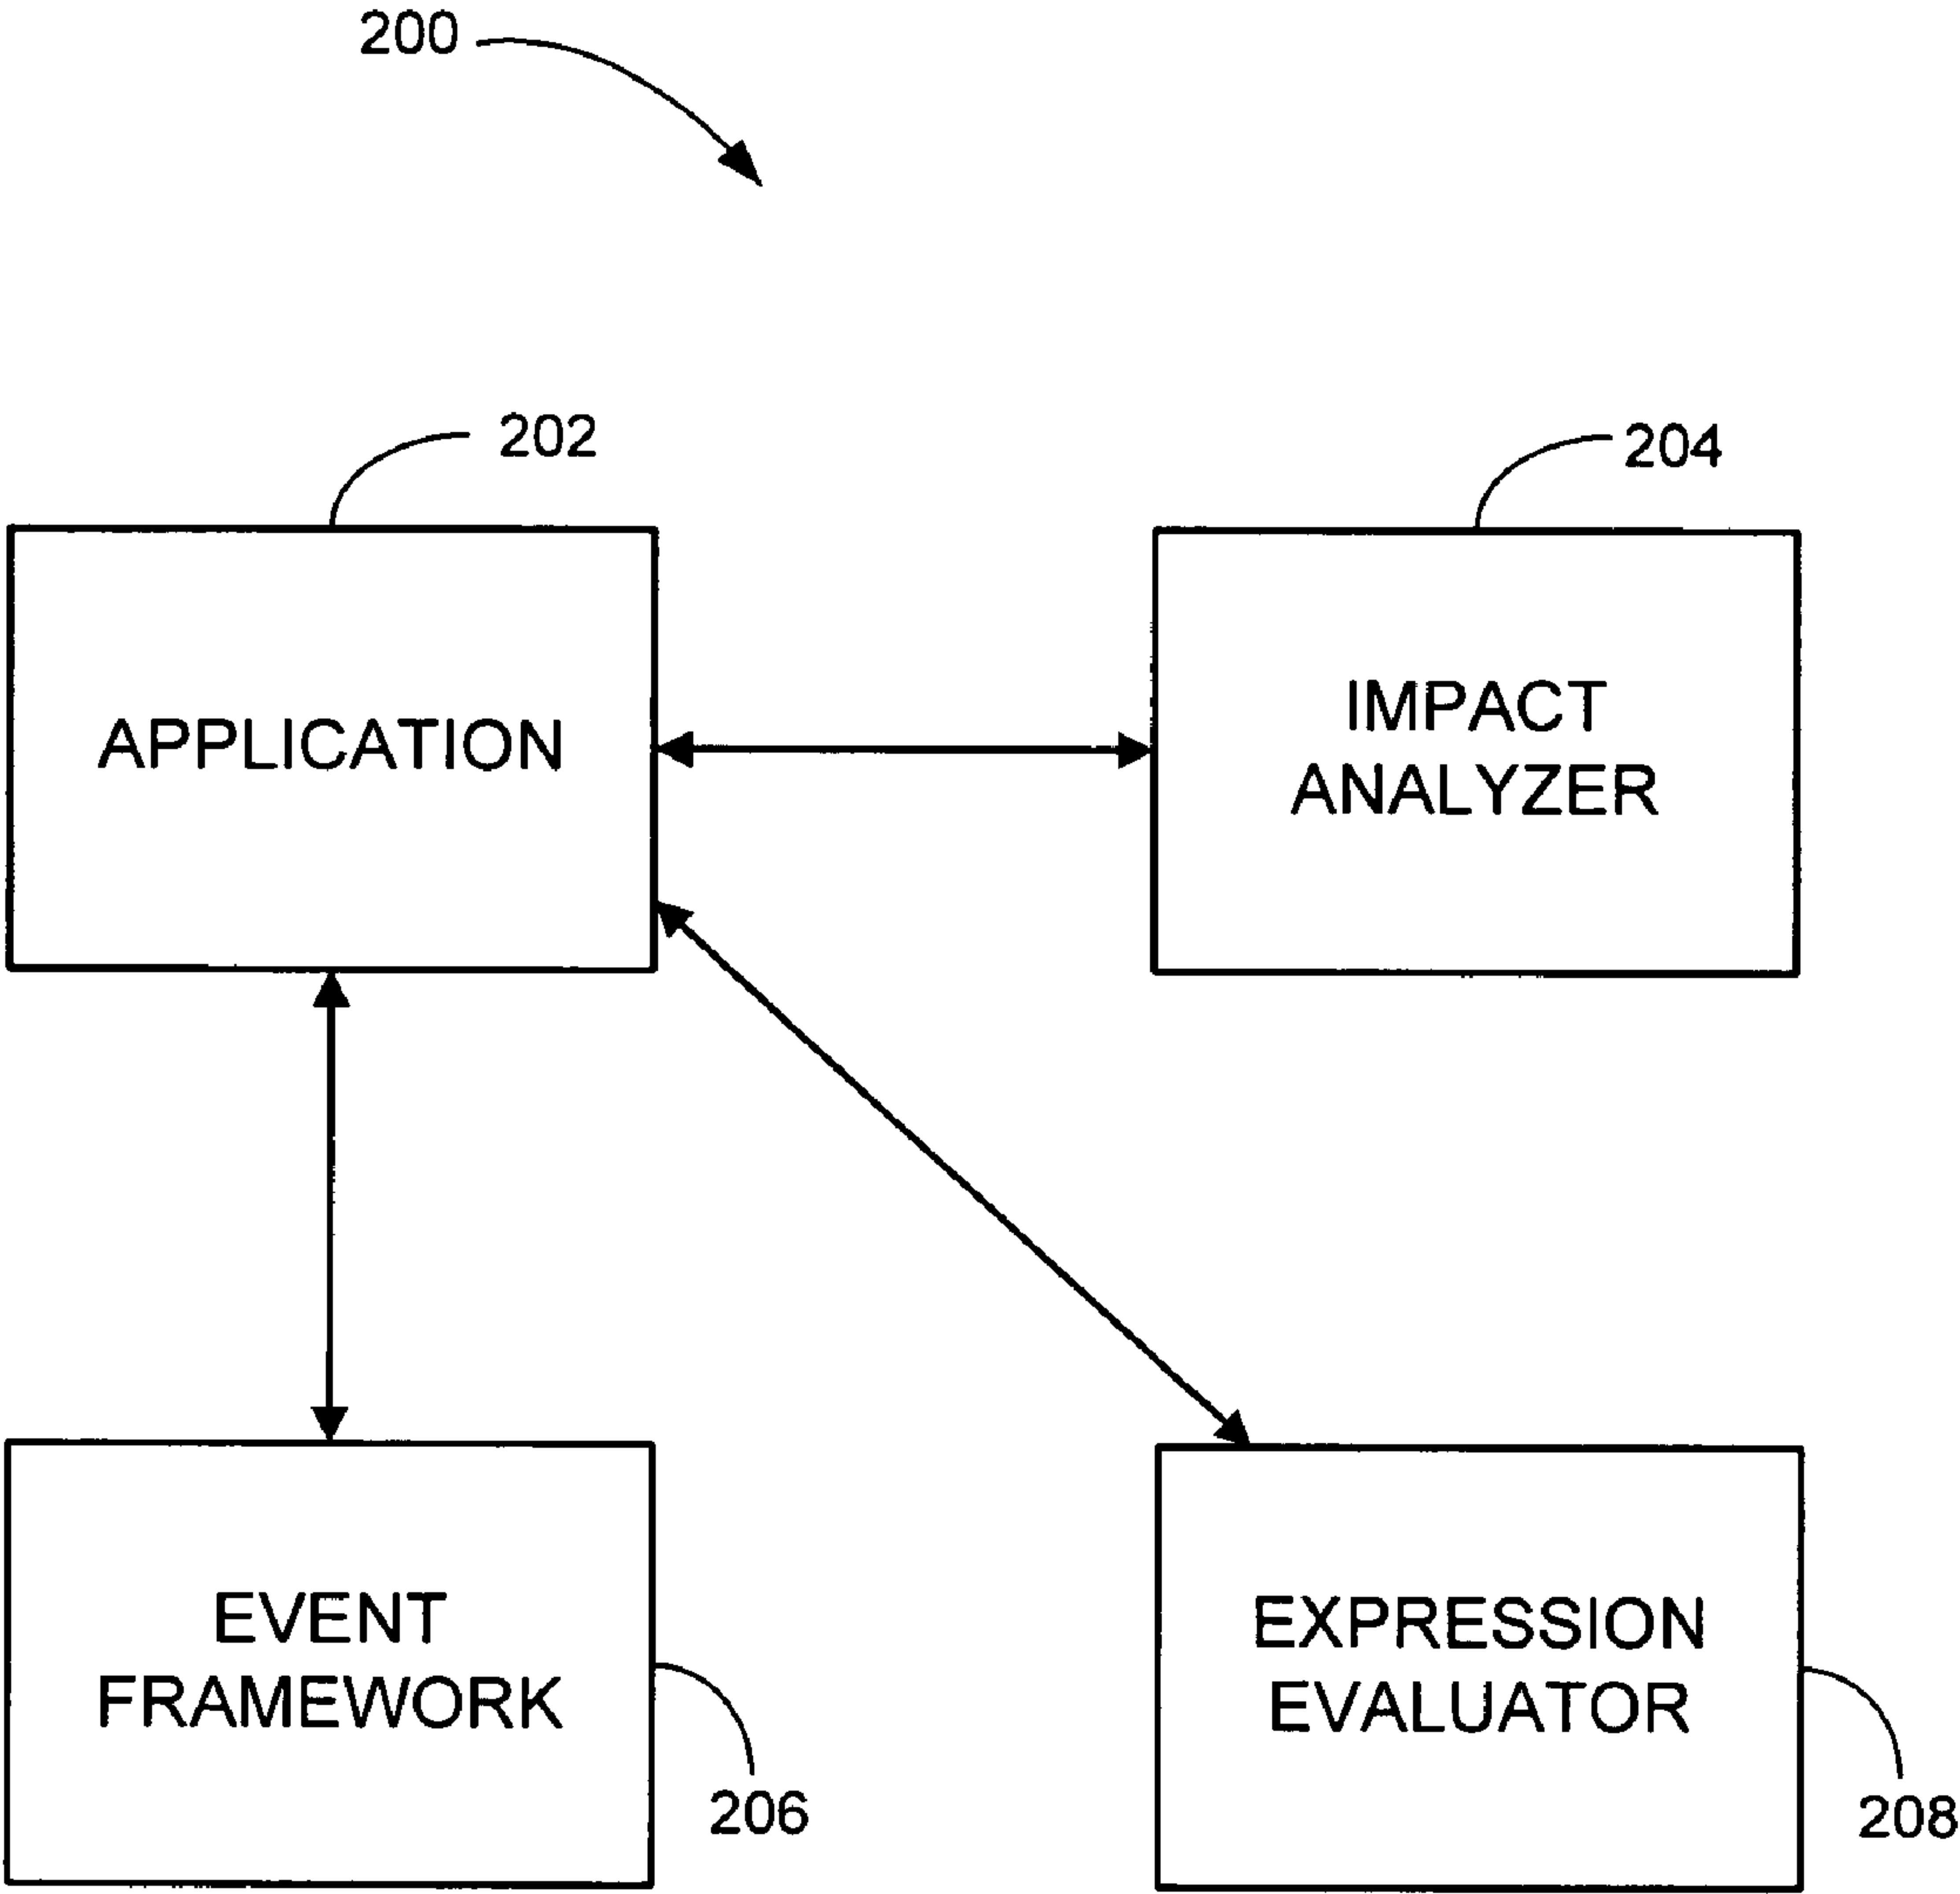 200
202
204
APPLICATION
IMPACT
ANALYZER
EVENT
FRAMEWORK
EXPRESSION
EVALUATOR
206
208